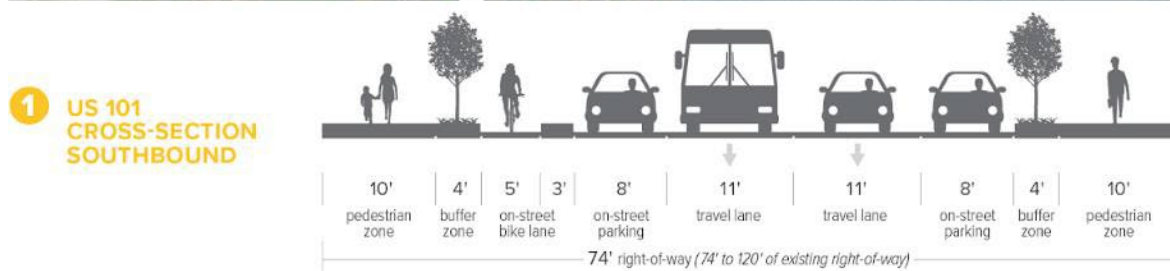 1 US 101
CROSS-SECTION
SOUTHBOUND
10' 4' 5' 3' 8' 11' 11' 8' 4' 10'
pedestrian zone buffer zone on-street bike lane on-street parking travel lane travel lane on-street parking buffer zone pedestrian zone
74' right-of-way (74' to 120' of existing right-of-way)